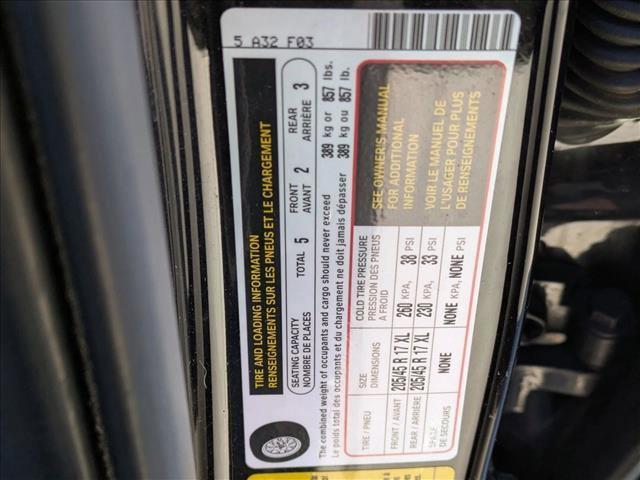 5 A32 F03
TIRE AND LOADING INFORMATION
RENSEIGNEMENTS SUR LES PNEUS ET LE CHARGEMENT
SEATING CAPACITY
NOMBRE DE PLACES
TOTAL 5
FRONT
AVANT 2
REAR
ARRIÈRE 3
The combined weight of occupants and cargo should never exceed 389 kg or 857 lbs.
Le poids total des occupants et du chargement ne doit jamais dépasser 389 kg ou 857 lb.
TIRE / PNEU
SIZE
DIMENSIONS
COLD TIRE PRESSURE
PRESSION DES PNEUS
A FROID
FRONT / AVANT 205/45 R 17 XL 260 KPA, 38 PSI
REAR / ARRIÈRE 205/45 R 17 XL 230 KPA, 33 PSI
SPARE
DE SECOURS
NONE NONE KPA, NONE PSI
SEE OWNER'S MANUAL
FOR ADDITIONAL
INFORMATION
VOIR LE MANUEL DE
L'USAGER POUR PLUS
DE RENSEIGNEMENTS